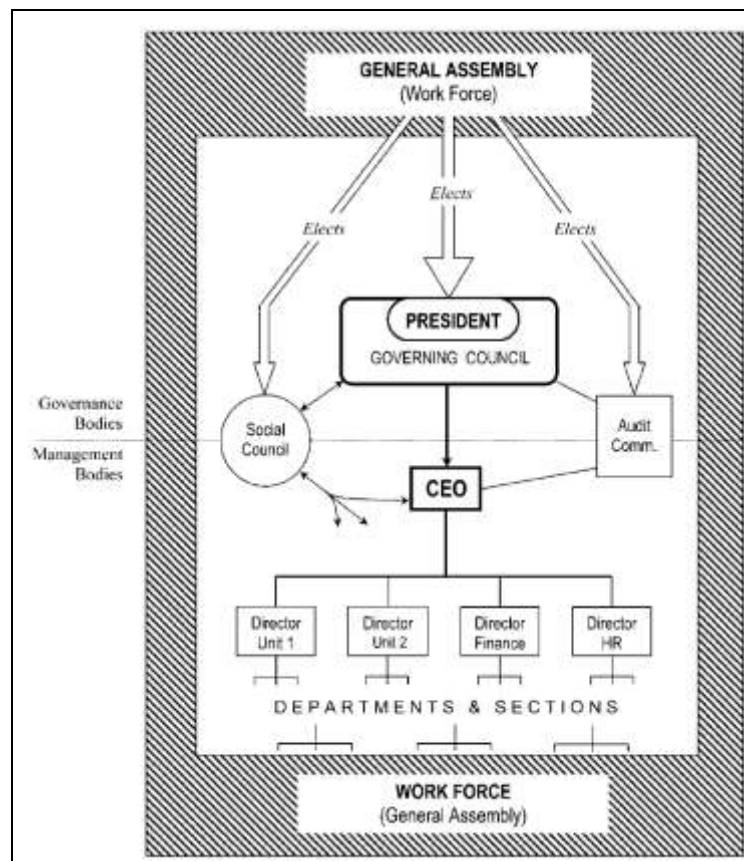 GENERAL ASSEMBLY
(Work Force)
Elects
Elects
Elects
PRESIDENT
GOVERNING COUNCIL
Governance
Bodies
Social
Council
Audit
Comm.
Management
Bodies
CEO
Director
Unit 1
Director
Unit 2
Director
Finance
Director
HR
DEPARTMENTS & SECTIONS
WORK FORCE
(General Assembly)